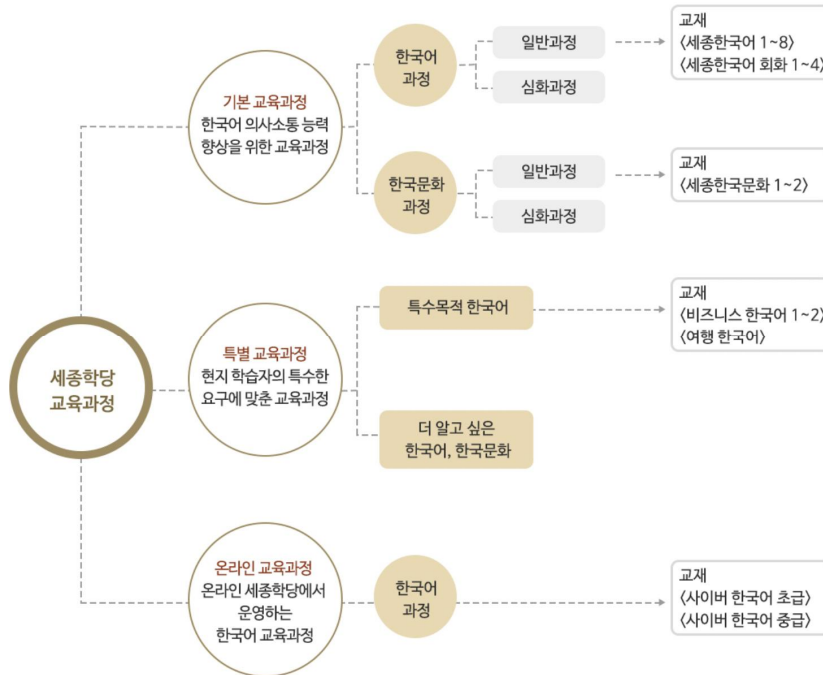 세종학당
교육과정
기본 교육과정
한국어 의사소통 능력
향상을 위한 교육과정
한국어
과정
일반과정
심화과정
교재
〈세종한국어 1~8〉
〈세종한국어 회화 1~4〉
한국문화
과정
일반과정
심화과정
교재
〈세종한국문화 1~2〉
특별 교육과정
현지 학습자의 특수한
요구에 맞춘 교육과정
특수목적 한국어
교재
〈비즈니스 한국어 1~2〉
〈여행 한국어〉
더 알고 싶은
한국어, 한국문화
온라인 교육과정
온라인 세종학당에서
운영하는
한국어 교육과정
한국어
과정
교재
〈사이버 한국어 초급〉
〈사이버 한국어 중급〉